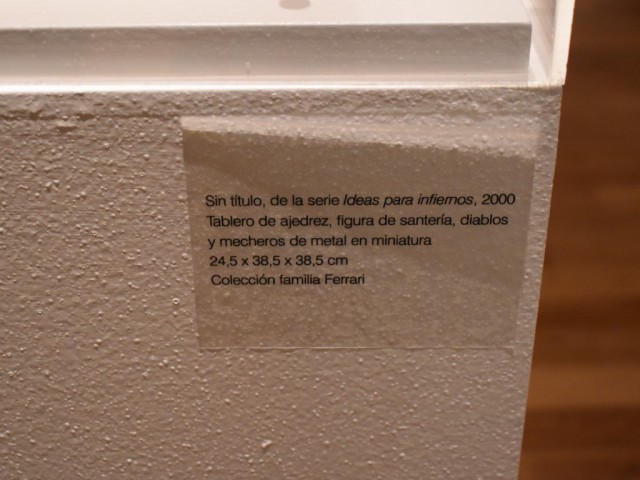 Sin título, de la serie Ideas para infiernos, 2000
Tablero de ajedrez, figura de santería, diablos
y mecheros de metal en miniatura
24,5 x 38,5 x 38,5 cm
Colección familia Ferrari